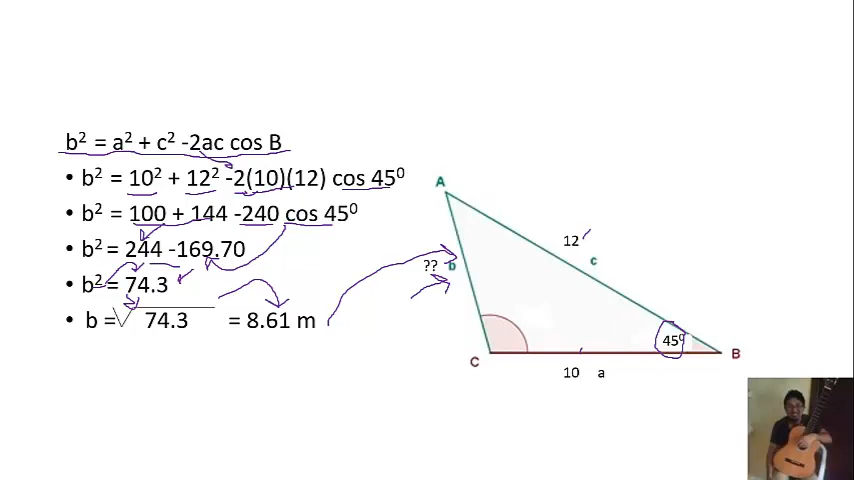 b² = a² + c² -2ac cos B
• b² = 10² + 12² -2(10)(12) cos 45⁰
• b² = 100 + 144 -240 cos 45⁰
• b² = 244 -169.70
• b² = 74.3
• b = √74.3 = 8.61 m
A
12
c
?? b
45⁰
C
B
10 a